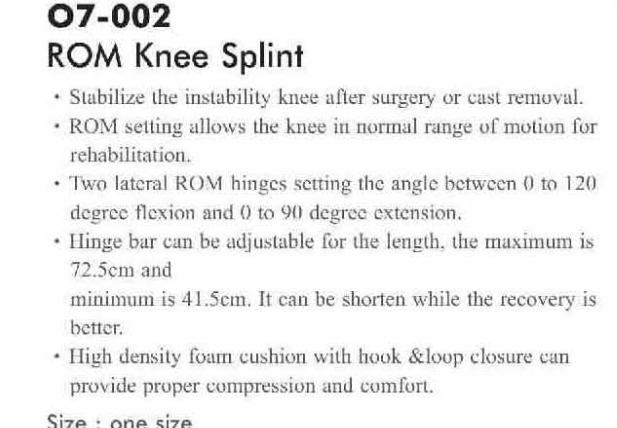 O7-002
ROM Knee Splint
• Stabilize the instability knee after surgery or cast removal.
• ROM setting allows the knee in normal range of motion for
rehabilitation.
• Two lateral ROM hinges setting the angle between 0 to 120
degree flexion and 0 to 90 degree extension.
• Hinge bar can be adjustable for the length, the maximum is
72.5cm and
minimum is 41.5cm. It can be shorten while the recovery is
better.
• High density foam cushion with hook &loop closure can
provide proper compression and comfort.
Size : one size